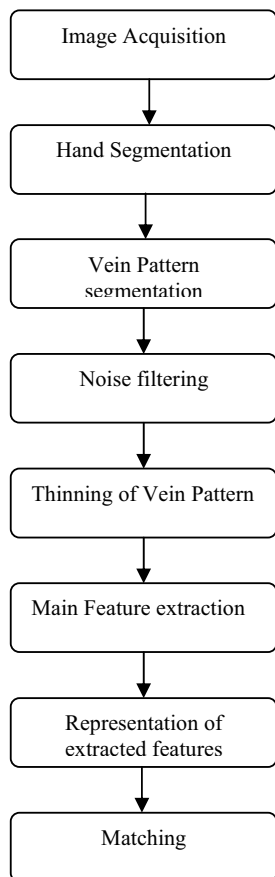 Image Acquisition
Hand Segmentation
Vein Pattern
segmentation
Noise filtering
Thinning of Vein Pattern
Main Feature extraction
Representation of
extracted features
Matching